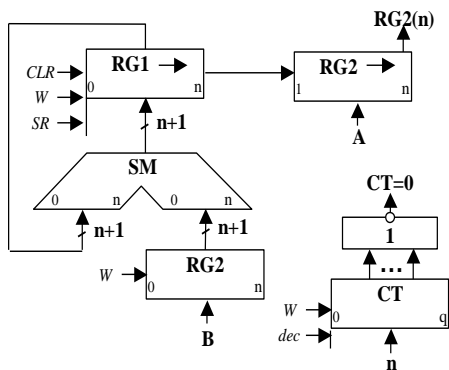 RG2(n)
CLR
W
SR
0
RG1
n
1
RG2
n
n+1
A
SM
0
n
0
n
n+1
n+1
CT=0
1
...
W
0
RG2
n
B
W
dec
0
CT
q
n